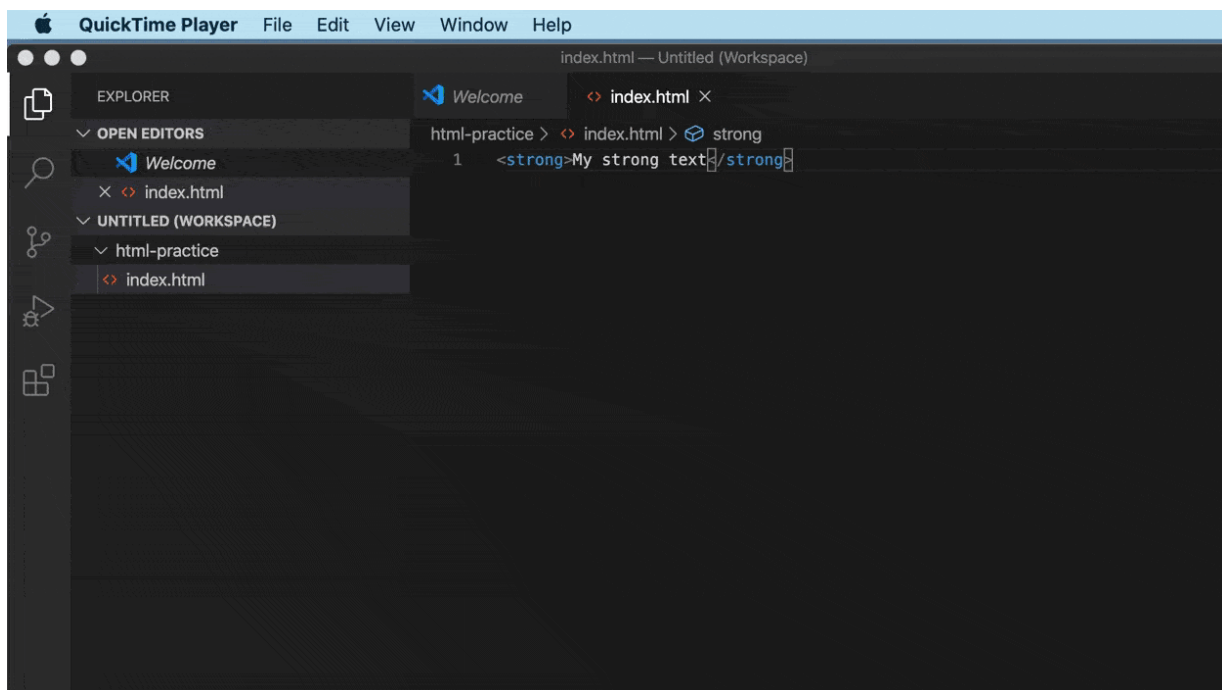 QuickTime Player File Edit View Window Help
index.html — Untitled (Workspace)
EXPLORER
OPEN EDITORS
Welcome
index.html
UNTITLED (WORKSPACE)
html-practice
index.html
Welcome index.html
html-practice > index.html > strong
1 <strong>My strong text</strong>